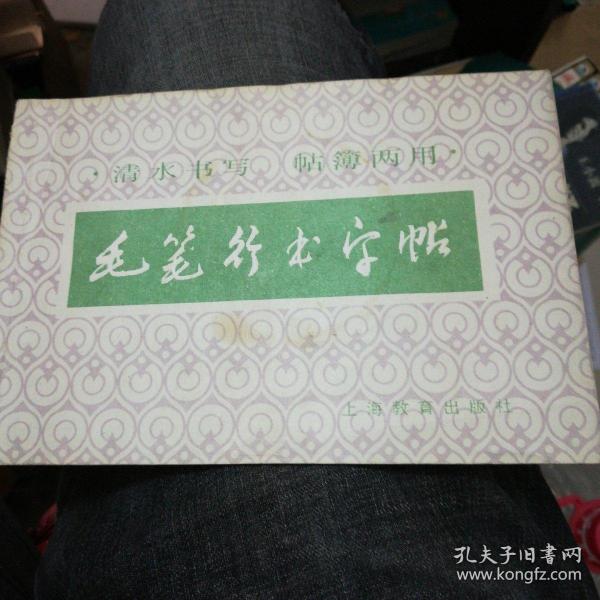 ·清水书写 帖簿两用·
毛笔行书字帖
上海教育出版社
孔夫子旧書网
www.kongfz.com